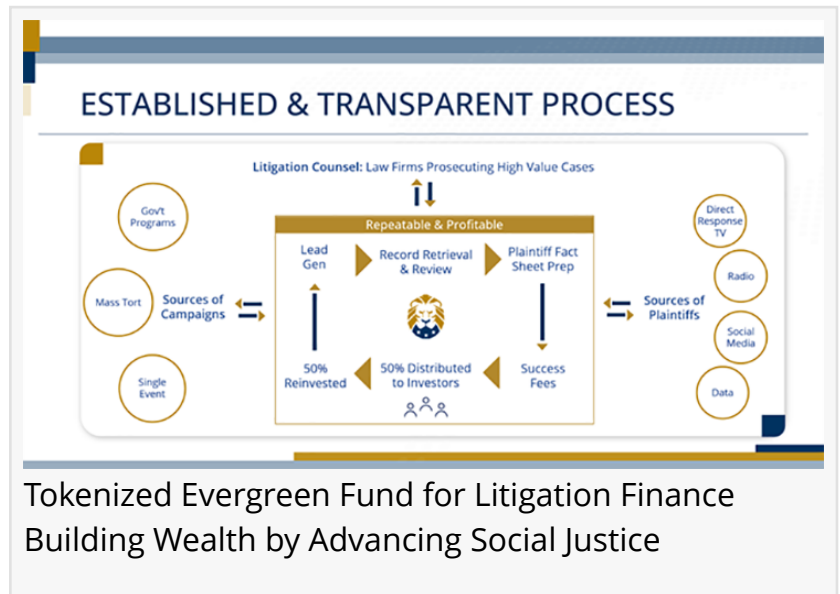 ESTABLISHED & TRANSPARENT PROCESS
Litigation Counsel: Law Firms Prosecuting High Value Cases
Gov't
Programs
Mass Tort
Single
Event
Sources of
Campaigns
Repeatable & Profitable
Lead
Gen
Record Retrieval
& Review
Plaintiff Fact
Sheet Prep
50%
Reinvested
50% Distributed
to Investors
Success
Fees
Sources of
Plaintiffs
Direct
Response
TV
Radio
Social
Media
Data
Tokenized Evergreen Fund for Litigation Finance
Building Wealth by Advancing Social Justice